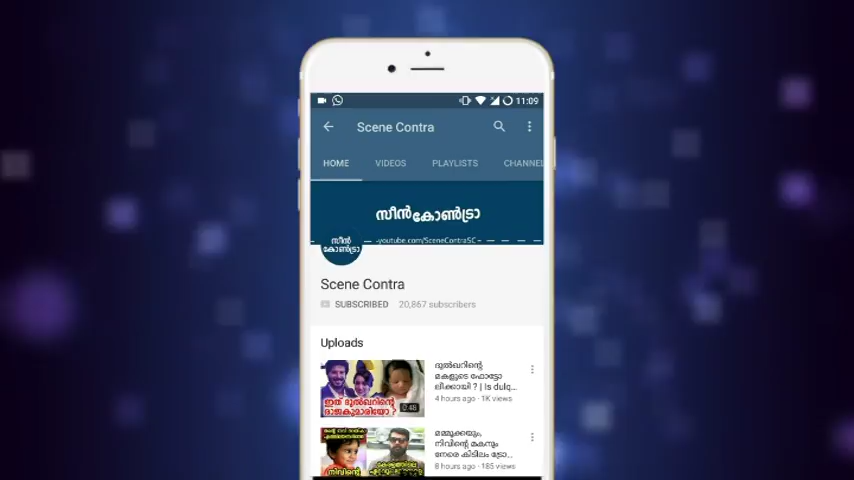 11:09
Scene Contra
HOME VIDEOS PLAYLISTS CHANNEL
സീൻ കോൺട്രാ
youtube.com/SceneContraSC
സീൻ
കോൺട്രാ
Scene Contra
SUBSCRIBED 20,867 subscribers
Uploads
ഇത് ദുൽഖറിന്റെ
രാജകുമാരിയോ ?
0:48
ദുൽഖറിന്റെ
മകളുടെ ഫോട്ടോ
ലീക്കായി ? | Is dulq...
4 hours ago · 1K views
നിവിന്റെ
മമ്മൂക്കയും,
നിവിന്റെ മകനും
നേരെ കിടിലം ട്രോ...
8 hours ago · 185 views